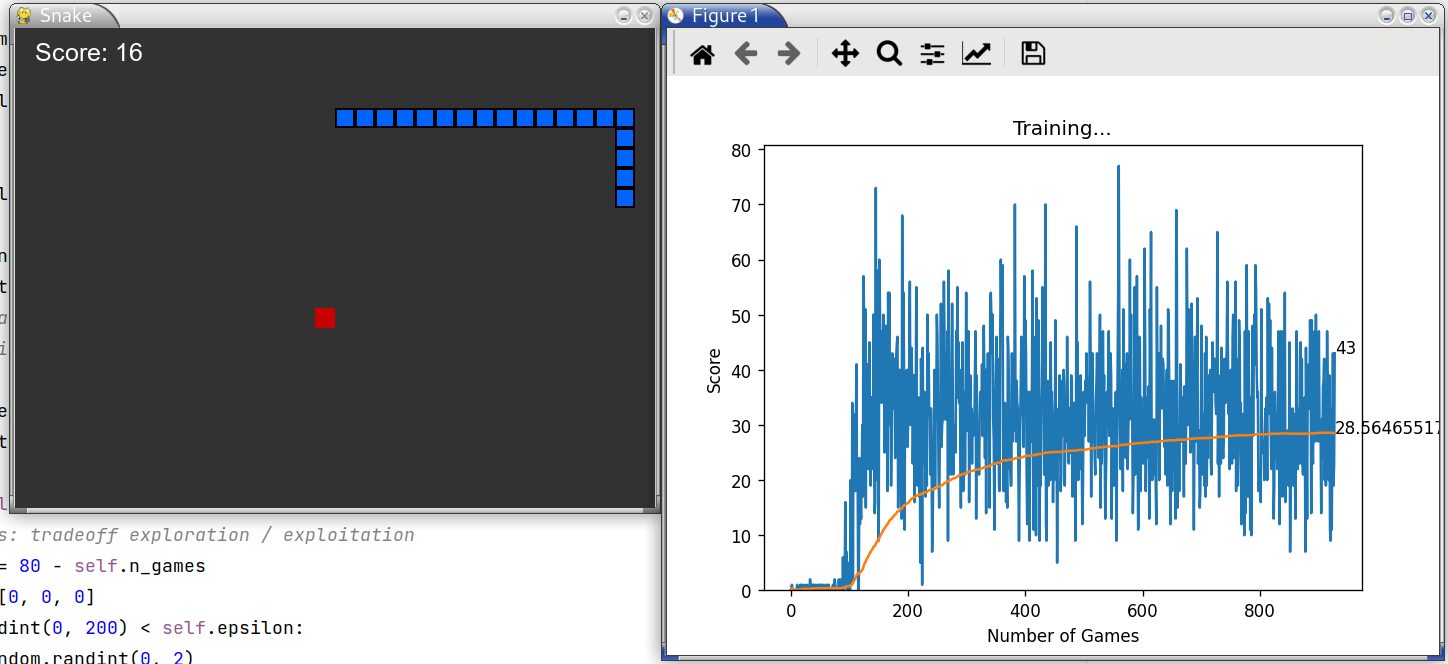 Snake
Score: 16
Figure 1
Training...
80
70
60
50
40
30
20
10
0
Score
43
28.56465517
0
200
400
600
800
Number of Games
s: tradeoff exploration / exploitation
= 80 - self.n_games
[0, 0, 0]
dint(0, 200) < self.epsilon:
ndom.randint(0, 2)